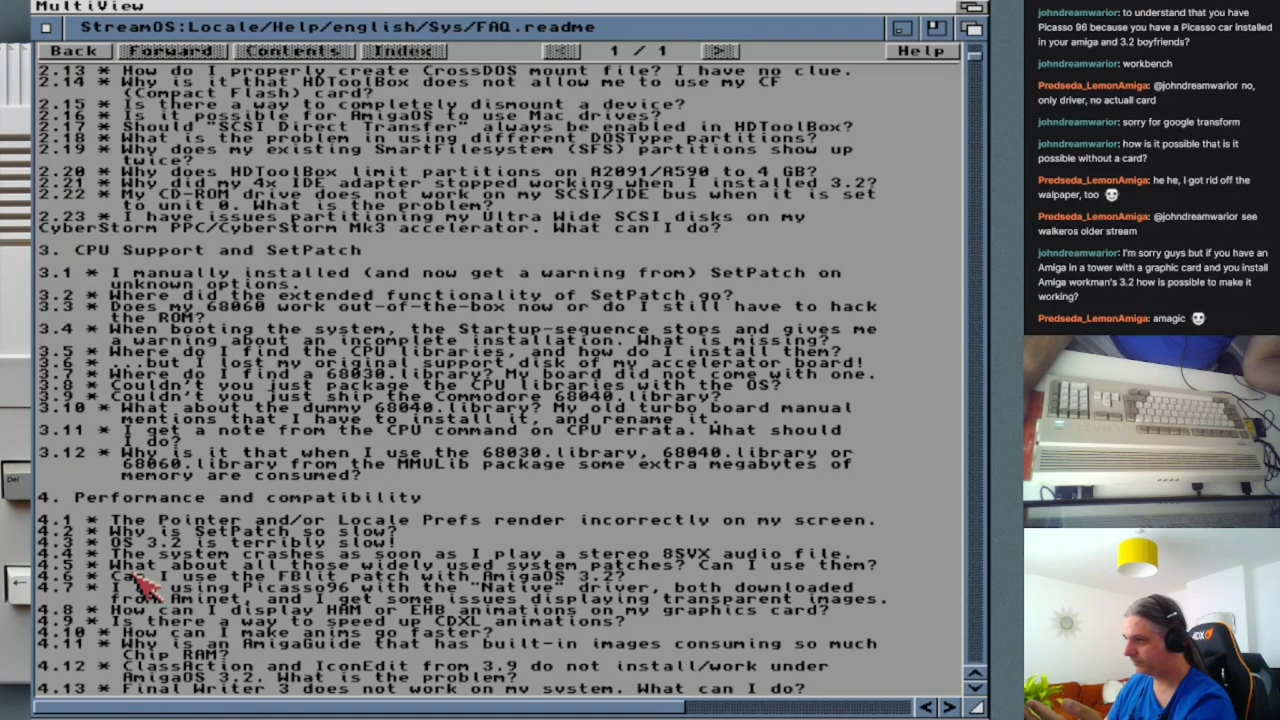 MultiView
StreamOS:Locale/Help/english/Sys/FAQ.readme
Back Forward Contents Index < 1 / 1 > Help
2.13 * How do I properly create CrossDOS mount file? I have no clue.
2.14 * Why is it that HDToolBox does not allow me to use my CF
(Compact Flash) card?
2.15 * Is there a way to completely dismount a device?
2.16 * Is it possible for AmigaOS to use Mac drives?
2.17 * Should "SCSI Direct Transfer" always be enabled in HDToolBox?
2.18 * What is the problem in using different DOSType partitions?
2.19 * Why does my existing SmartFilesystem (SFS) partitions show up
twice?
2.20 * Why does HDToolBox limit partitions on A2091/A590 to 4 GB?
2.21 * Why did my 4x IDE adapter stopped working when I installed 3.2?
2.22 * My CD-ROM drive does not work on my SCSI/IDE bus when it is set
to unit 0. What is the problem?
2.23 * I have issues partitioning my Ultra Wide SCSI disks on my
CyberStorm PPC/CyberStorm Mk3 accelerator. What can I do?
3. CPU Support and SetPatch
3.1 * I manually installed (and now get a warning from) SetPatch on
unknown options.
3.2 * Where did the extended functionality of SetPatch go?
3.3 * Does my 68060 work out-of-the-box now or do I still have to hack
the ROM?
3.4 * When booting the system, the Startup-sequence stops and gives me
a warning about an incomplete installation. What is missing?
3.5 * Where do I find the CPU libraries, and how do I install them?
3.6 * ...but I lost my original support disk of my accelerator board!
3.7 * Where do I find a 68030.library? My board did not come with one.
3.8 * Couldn't you just package the CPU libraries with the OS?
3.9 * Couldn't you just ship the Commodore 68040.library?
3.10 * What about the dummy 68040.library? My old turbo board manual
mentions that I have to install it, and rename it.
3.11 * I get a note from the CPU command on CPU errata. What should
I do?
3.12 * Why is it that when I use the 68030.library, 68040.library or
68060.library from the MMULib package some extra megabytes of
memory are consumed?
4. Performance and compatibility
4.1 * The Pointer and/or Locale Prefs render incorrectly on my screen.
4.2 * Why is SetPatch so slow?
4.3 * OS 3.2 is terribly slow!
4.4 * The system crashes as soon as I play a stereo 8SVX audio file.
4.5 * What about all those widely used system patches? Can I use them?
4.6 * Can I use the FBlit patch with AmigaOS 3.2?
4.7 * I using Picasso96 with the "Native" driver, both downloaded
from Aminet, and I get some issues displaying transparent images.
4.8 * How can I display HAM or EHB animations on my graphics card?
4.9 * Is there a way to speed up CDXL animations?
4.10 * How can I make anims go faster?
4.11 * Why is an AmigaGuide that has built-in images consuming so much
Chip RAM?
4.12 * ClassAction and IconEdit from 3.9 do not install/work under
AmigaOS 3.2. What is the problem?
4.13 * Final Writer 3 does not work on my system. What can I do?
Del
johndreamwarior: to understand that you have
Picasso 96 because you have a Picasso car installed
in your amiga and 3.2 boyfriends?
johndreamwarior: workbench
Predseda_LemonAmiga: @johndreamwarior no,
only driver, no actuall card
johndreamwarior: sorry for google transform
johndreamwarior: how is it possible that it is
possible without a card?
Predseda_LemonAmiga: he he, I got rid off the
walpaper, too
Predseda_LemonAmiga: @johndreamwarior see
walkeros older stream
johndreamwarior: I'm sorry guys but if you have an
Amiga in a tower with a graphic card and you install
Amiga workman's 3.2 how is possible to make it
working?
Predseda_LemonAmiga: amagic